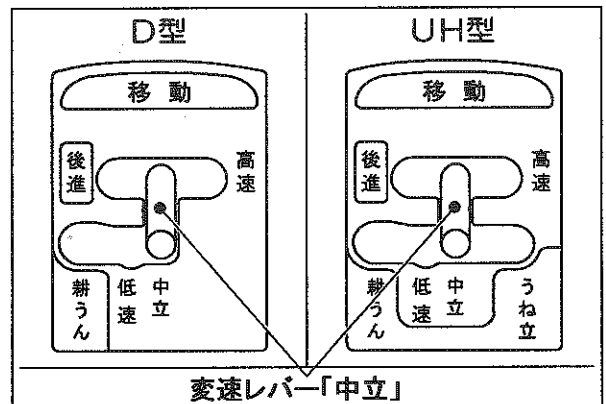 D型
移動
後進
高速
耕うん
低速
中立
UH型
移動
後進
高速
耕うん
低速
中立
うね立
変速レバー「中立」